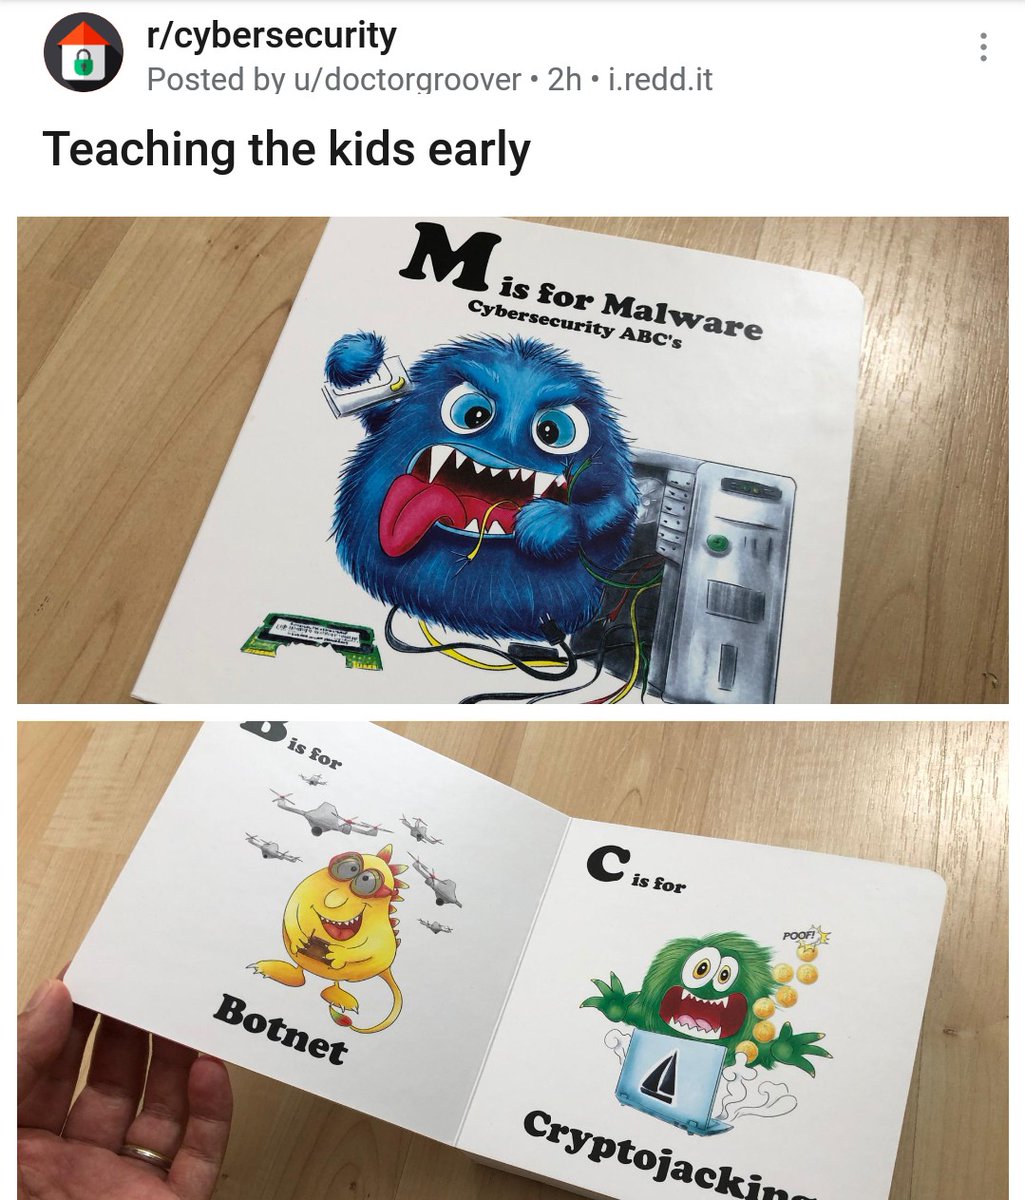 r/cybersecurity
Posted by u/doctorgroover • 2h • i.redd.it
Teaching the kids early
M is for Malware
Cybersecurity ABC's
B is for
Botnet
C is for
POOF!
Cryptojacking